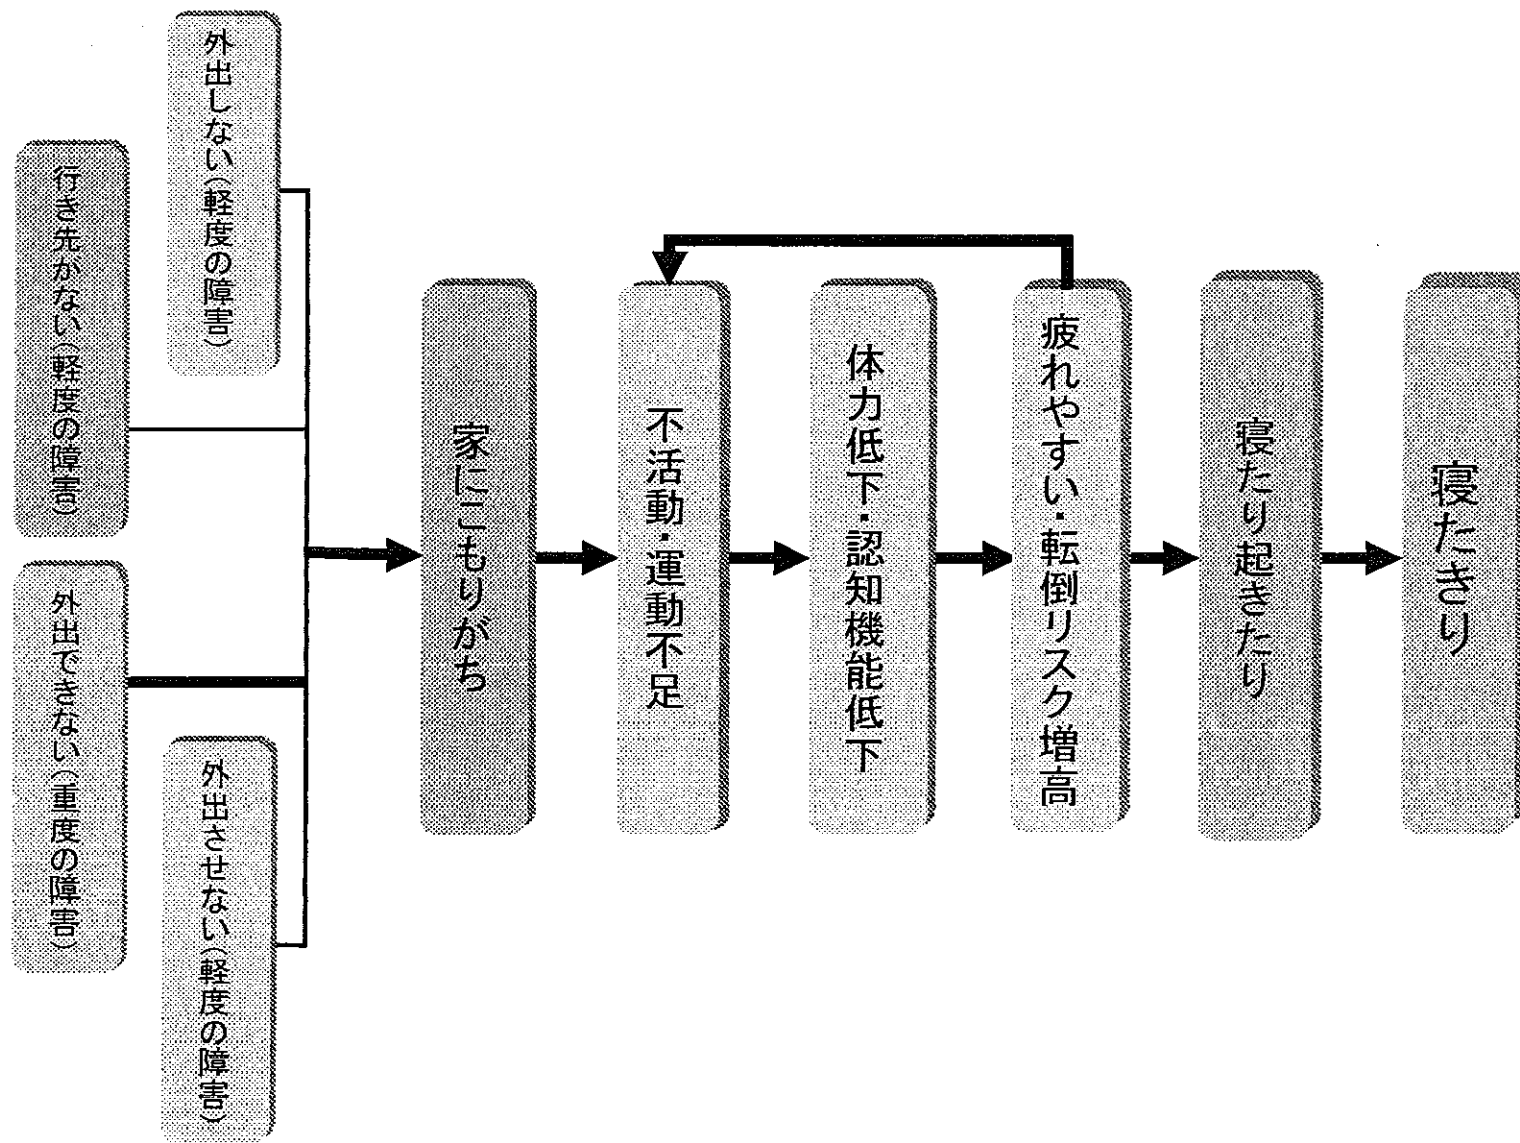 外出しない（軽度の障害）
行き先がない（軽度の障害）
外出できない（重度の障害）
外出させない（軽度の障害）
家にこもりがち
不活動・運動不足
体力低下・認知機能低下
疲れやすい・転倒リスク増高
寝たり起きたり
寝たきり